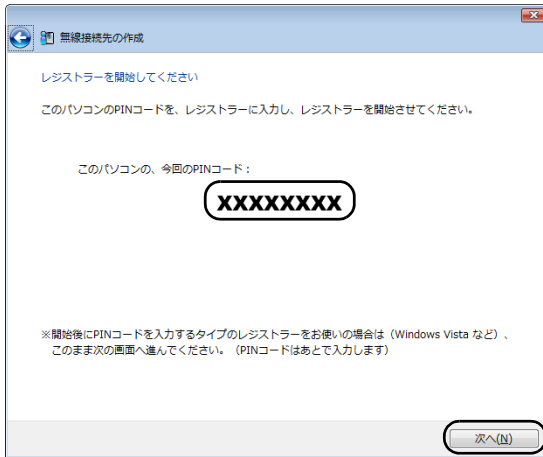 無線接続先の作成
レジストラーを開始してください
このパソコンのPINコードを、レジストラーに入力し、レジストラーを開始させてください。
このパソコンの、今回のPINコード：
XXXXXXXX
※開始後にPINコードを入力するタイプのレジストラーをお使いの場合は（Windows Vista など）、
このまま次の画面へ進んでください。（PINコードはあとで入力します）
次へ(N)